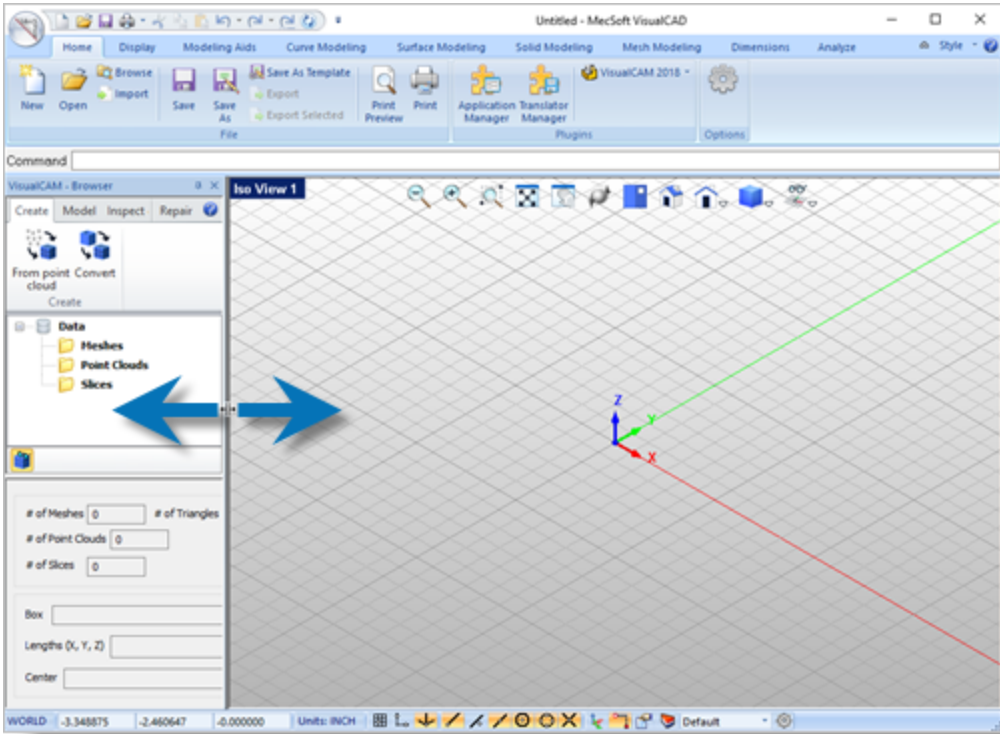 Untitled - MecSoft VisualCAD
Home Display Modeling Aids Curve Modeling Surface Modeling Solid Modeling Mesh Modeling Dimensions Analyze Style
New Open Browse Import Save Save As Save As Template Export Export Selected Print Preview Print Application Manager Translator Manager VisualCAM 2018
File Plugins Options
Command
VisualCAM - Browser
Iso View 1
Create Model Inspect Repair
From point cloud Convert
Create
Data
Meshes
Point Clouds
Slices
Z
Y
X
# of Meshes 0 # of Triangles
# of Point Clouds 0
# of Slices 0
Box
Lengths (X, Y, Z)
Center
WORLD -3.348875 -2.460647 -0.000000 Units: INCH Default